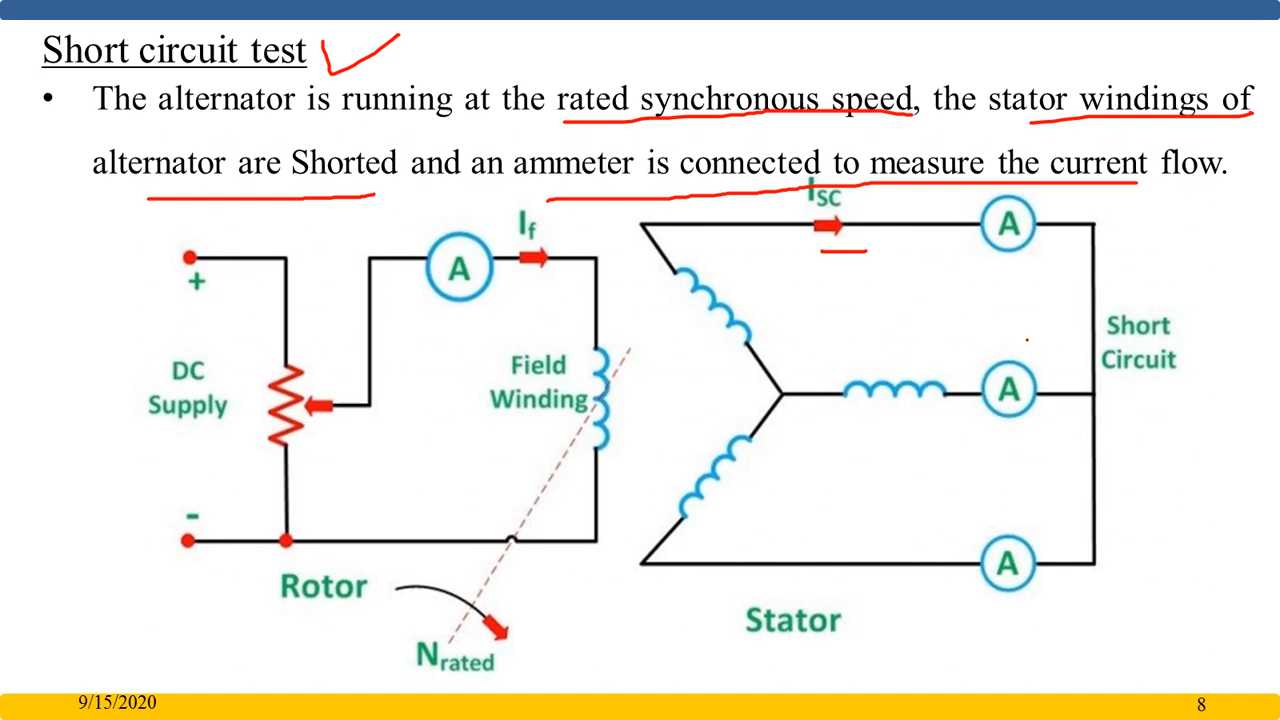 Short circuit test
• The alternator is running at the rated synchronous speed, the stator windings of
alternator are Shorted and an ammeter is connected to measure the current flow.
ISC
If
A
A
+
Short
Circuit
DC
Supply
Field
Winding
A
-
A
Rotor
Stator
Nrated
9/15/2020
8